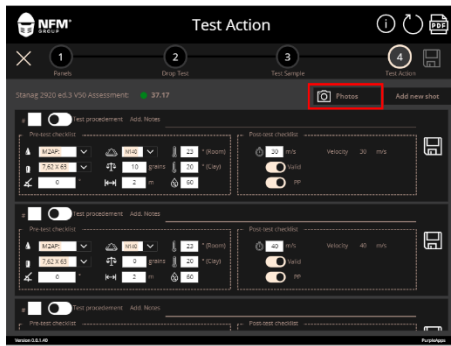 NFM™
GROUP
Test Action
i
PDF
1
2
3
4
Panels
Drop Test
Test Sample
Test Action
Stanag 2920 ed.3 V50 Assessment: 37.17
Photos
Add new shot
# Test procedement Add. Notes
Pre-test checklist
Post-test checklist
M2AP; N140 23 ° (Room)
30 m/s Velocity 30 m/s
7,62 X 63 10 grains 20 ° (Clay)
Valid
0 ° 2 m 60
PP
# Test procedement Add. Notes
Pre-test checklist
Post-test checklist
M2AP; N140 23 ° (Room)
40 m/s Velocity 40 m/s
7,62 X 63 0 grains 20 ° (Clay)
Valid
0 ° 2 m 60
PP
# Test procedement Add. Notes
Pre-test checklist
Post-test checklist
Version 0.8.1.40
PurpleApps